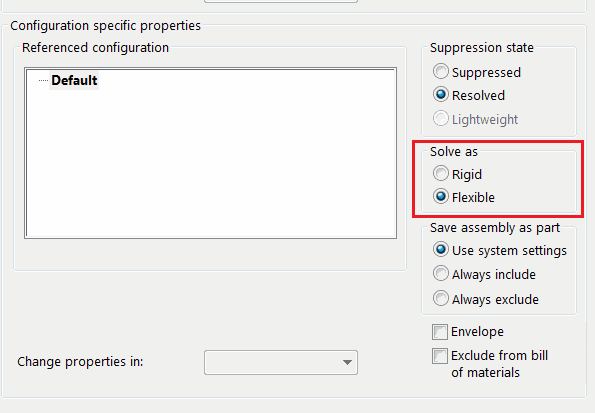 Configuration specific properties
Referenced configuration
Default
Suppression state
Suppressed
Resolved
Lightweight
Solve as
Rigid
Flexible
Save assembly as part
Use system settings
Always include
Always exclude
Envelope
Exclude from bill
of materials
Change properties in: